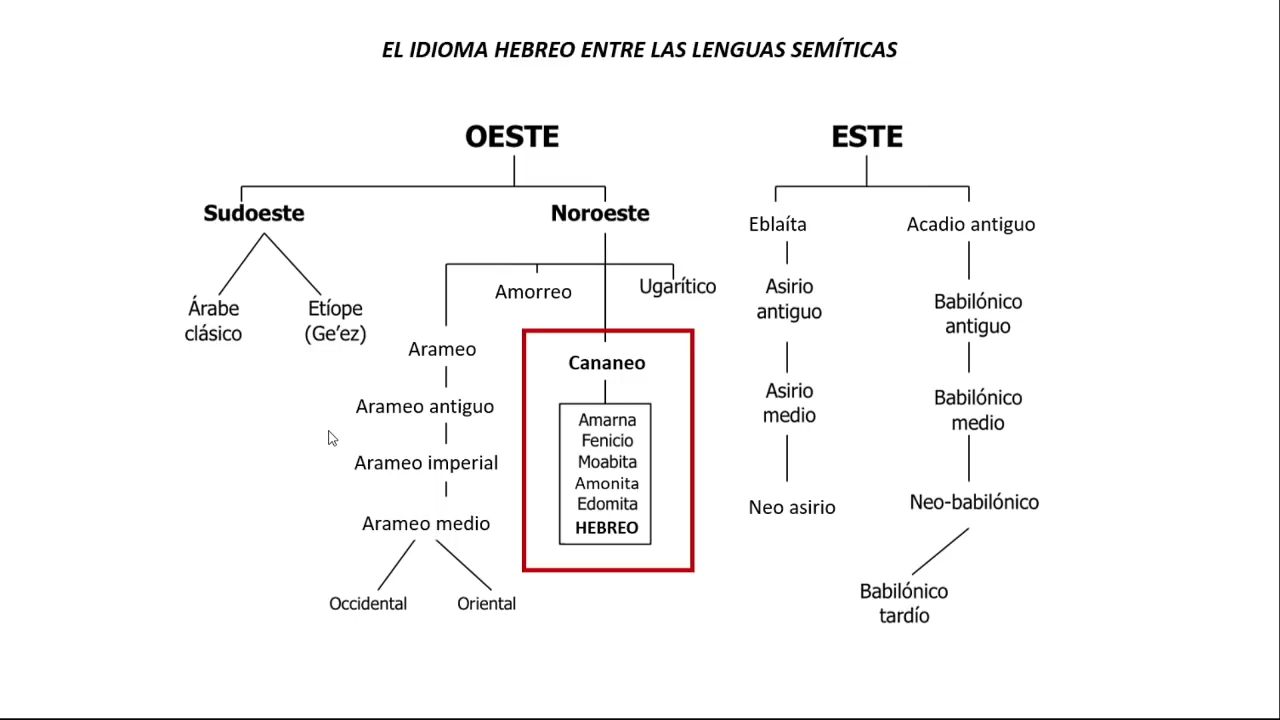 EL IDIOMA HEBREO ENTRE LAS LENGUAS SEMÍTICAS
OESTE
ESTE
Sudoeste
Noroeste
Árabe
clásico
Etíope
(Ge’ez)
Amorreo
Ugarítico
Arameo
Arameo antiguo
Arameo imperial
Arameo medio
Occidental
Oriental
Cananeo
Amarna
Fenicio
Moabita
Amonita
Edomita
HEBREO
Eblaíta
Asirio
antiguo
Asirio
medio
Neo asirio
Acadio antiguo
Babilónico
antiguo
Babilónico
medio
Neo-babilónico
Babilónico
tardío